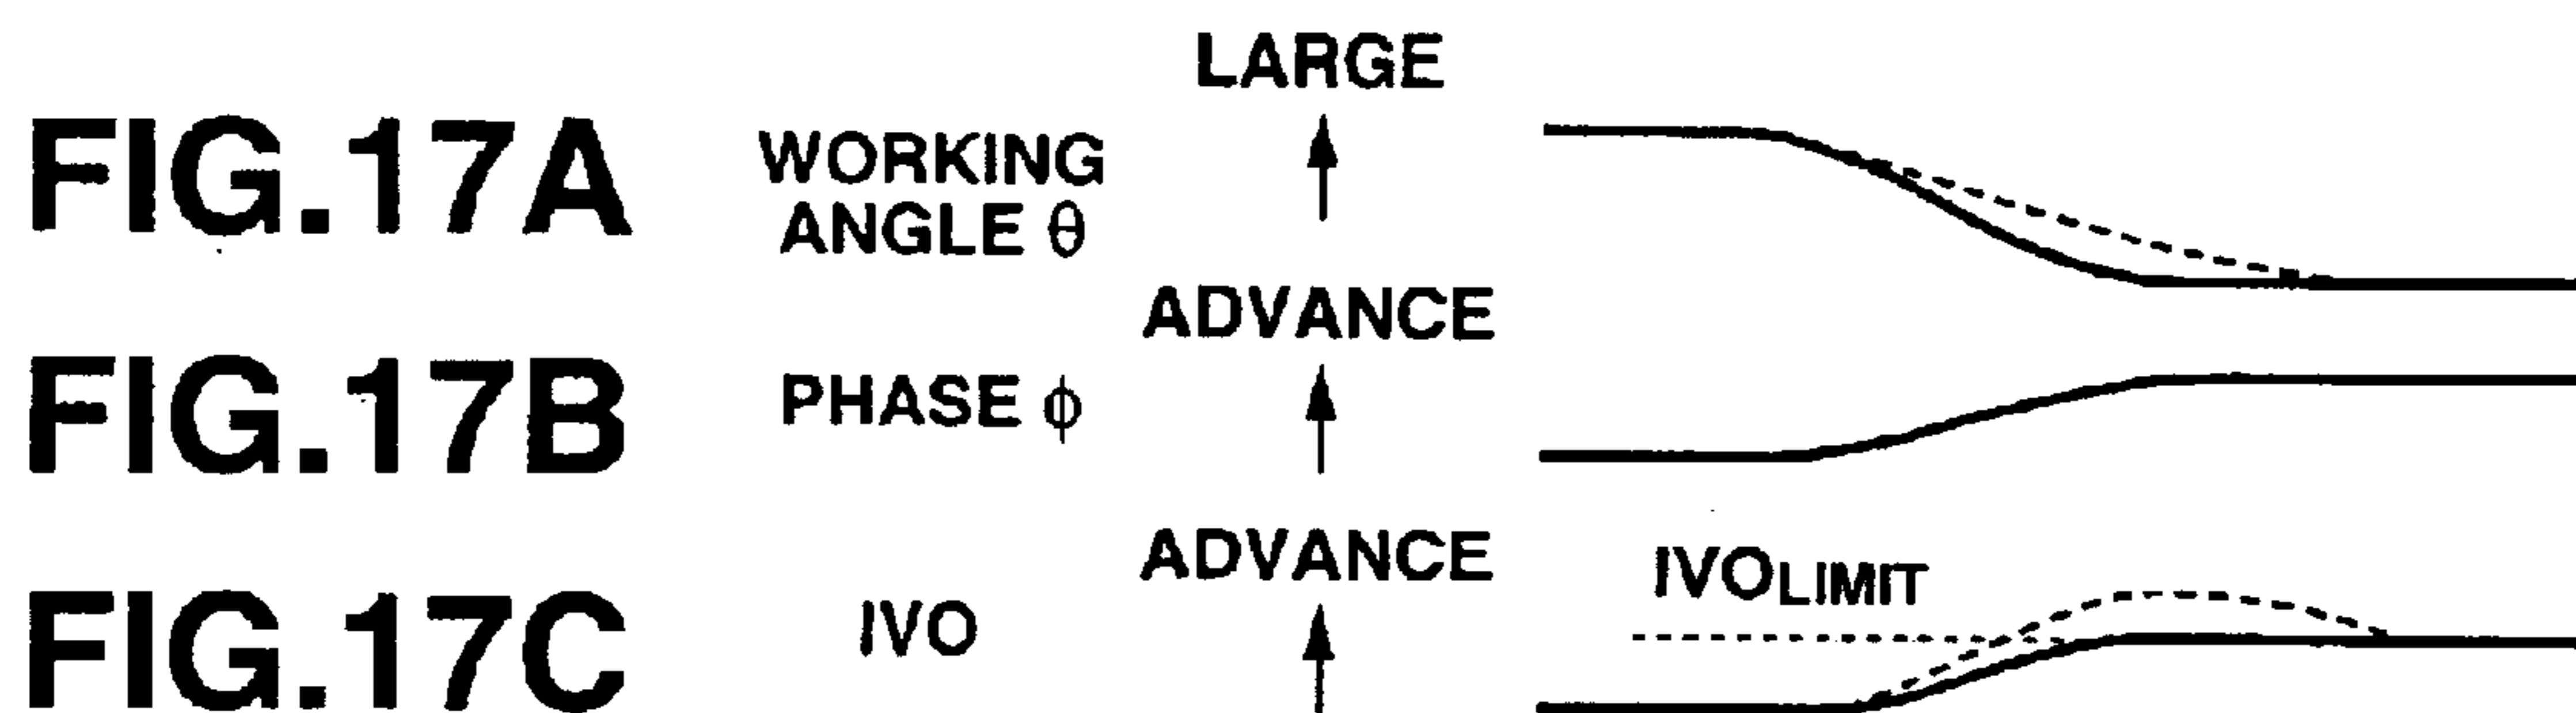 LARGE
FIG.17A
WORKING
ANGLE θ
ADVANCE
FIG.17B
PHASE ϕ
ADVANCE
IVOLIMIT
FIG.17C
IVO